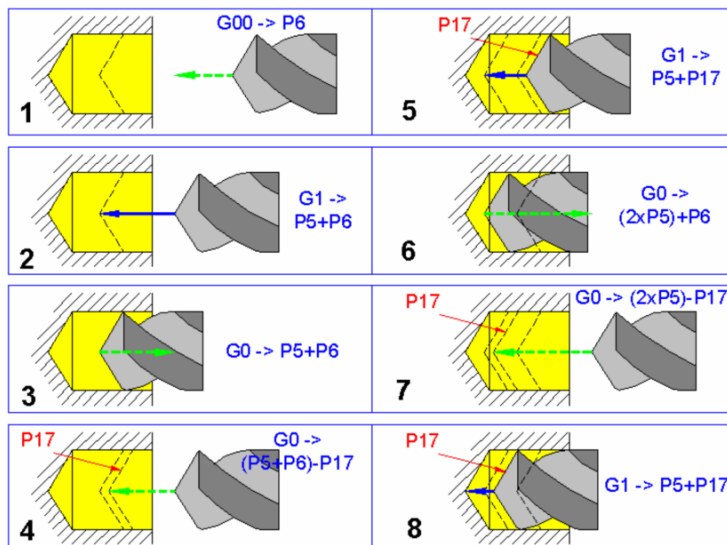 G00 -> P6
1
G1 ->
P5+P6
2
G0 -> P5+P6
3
P17
G0 ->
(P5+P6)-P17
4
P17
G1 ->
P5+P17
5
G0 ->
(2xP5)+P6
6
G0 -> (2xP5)-P17
P17
7
P17
G1 -> P5+P17
8